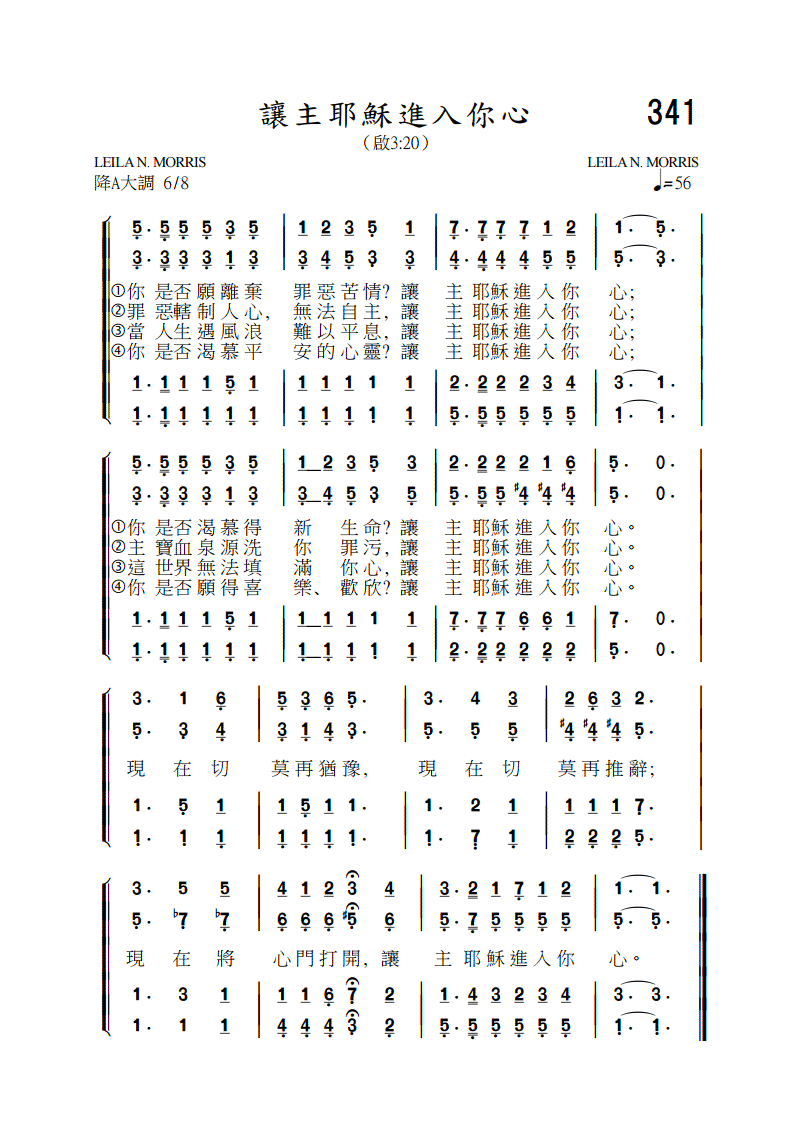 讓主耶穌進入你心 341
（啟3:20）
LEILA N. MORRIS LEILA N. MORRIS
降A大調 6/8 ♩=56
5· 5 5 5 3 5 | 1 2 3 5 1 | 7· 7 7 7 1 2 | 1· 5·
3· 3 3 3 1 3 | 3 4 5 3 1 | 4· 4 4 4 5 5 | 5· 3·
①你 是否 願 離 棄 罪 惡 苦 情? 讓 主 耶穌 進 入 你 心;
②罪 惡轄 制 人 心, 無 法 自 主, 讓 主 耶穌 進 入 你 心;
③當 人生 遇 風 浪 難 以 平 息, 讓 主 耶穌 進 入 你 心;
④你 是否 渴 慕 平 安 的 心 靈? 讓 主 耶穌 進 入 你 心;
1· 1 1 1 5 1 | 1 1 1 1 1 | 2· 2 2 2 3 4 | 3· 1·
1· 1 1 1 1 1 | 1 1 1 1 1 | 5· 5 5 5 5 5 | 1· 1·
5· 5 5 5 3 5 | 1 2 3 5 3 | 2· 2 2 2 1 6 | 5· 0·
3· 3 3 3 1 3 | 3 4 5 3 5 | 5· 5 5 #4 #4 #4 | 5· 0·
①你 是否 渴 慕 得 新 生 命? 讓 主 耶穌 進 入 你 心。
②主 寶血 泉 源 洗 你 罪 污, 讓 主 耶穌 進 入 你 心。
③這 世界 無 法 填 滿 你 心, 讓 主 耶穌 進 入 你 心。
④你 是否 願 得 喜 樂、 歡 欣? 讓 主 耶穌 進 入 你 心。
1· 1 1 1 5 1 | 1 1 1 1 1 | 7· 7 7 6 6 1 | 7· 0·
1· 1 1 1 1 1 | 1 1 1 1 1 | 2· 2 2 2 2 2 | 5· 0·
3· 1 6 | 5 3 6 5· | 3· 4 3 | 2 6 3 2·
5· 3 4 | 3 1 4 3· | 5· 5 5 | #4 #4 #4 5·
現 在 切 莫 再 猶 豫, 現 在 切 莫 再 推 辭;
1· 5 1 | 1 5 1 1· | 1· 2 1 | 1 1 1 7·
1· 1 1 | 1 1 1 1· | 1· 7 1 | 2 2 2 5·
3· 5 5 | 4 1 2 3 4 | 3· 2 1 7 1 2 | 1· 1·
5· ♭7 ♭7 | 6 6 6 #5 6 | 5· 7 5 5 5 5 | 5· 5·
現 在 將 心 門 打 開, 讓 主 耶穌 進 入 你 心。
1· 3 1 | 1 1 6 7 2 | 1· 4 3 2 3 4 | 3· 3·
1· 1 1 | 4 4 4 3 2 | 5· 5 5 5 5 5 | 1· 1·